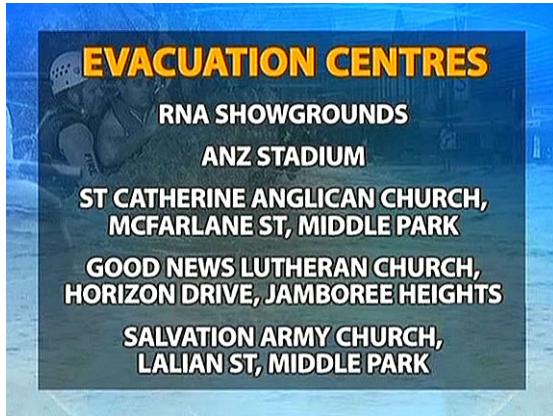 EVACUATION CENTRES
RNA SHOWGROUNDS
ANZ STADIUM
ST CATHERINE ANGLICAN CHURCH,
MCFARLANE ST, MIDDLE PARK
GOOD NEWS LUTHERAN CHURCH,
HORIZON DRIVE, JAMBOREE HEIGHTS
SALVATION ARMY CHURCH,
LALIAN ST, MIDDLE PARK